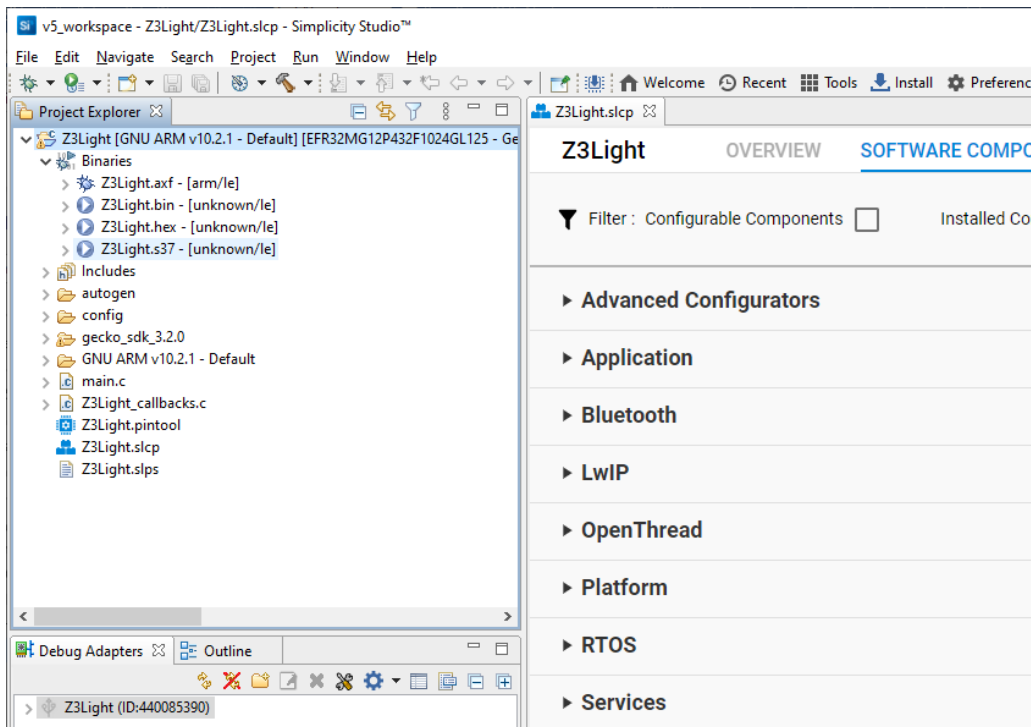 v5_workspace - Z3Light/Z3Light.slcp - Simplicity Studio™
File Edit Navigate Search Project Run Window Help
Welcome Recent Tools Install Preferenc
Project Explorer
Z3Light [GNU ARM v10.2.1 - Default] [EFR32MG12P432F1024GL125 - Ge
Binaries
Z3Light.axf - [arm/le]
Z3Light.bin - [unknown/le]
Z3Light.hex - [unknown/le]
Z3Light.s37 - [unknown/le]
Includes
autogen
config
gecko_sdk_3.2.0
GNU ARM v10.2.1 - Default
main.c
Z3Light_callbacks.c
Z3Light.pintool
Z3Light.slcp
Z3Light.slps
Debug Adapters Outline
Z3Light (ID:440085390)
Z3Light.slcp
Z3Light OVERVIEW SOFTWARE COMPO
Filter : Configurable Components Installed Co
Advanced Configurators
Application
Bluetooth
LwIP
OpenThread
Platform
RTOS
Services